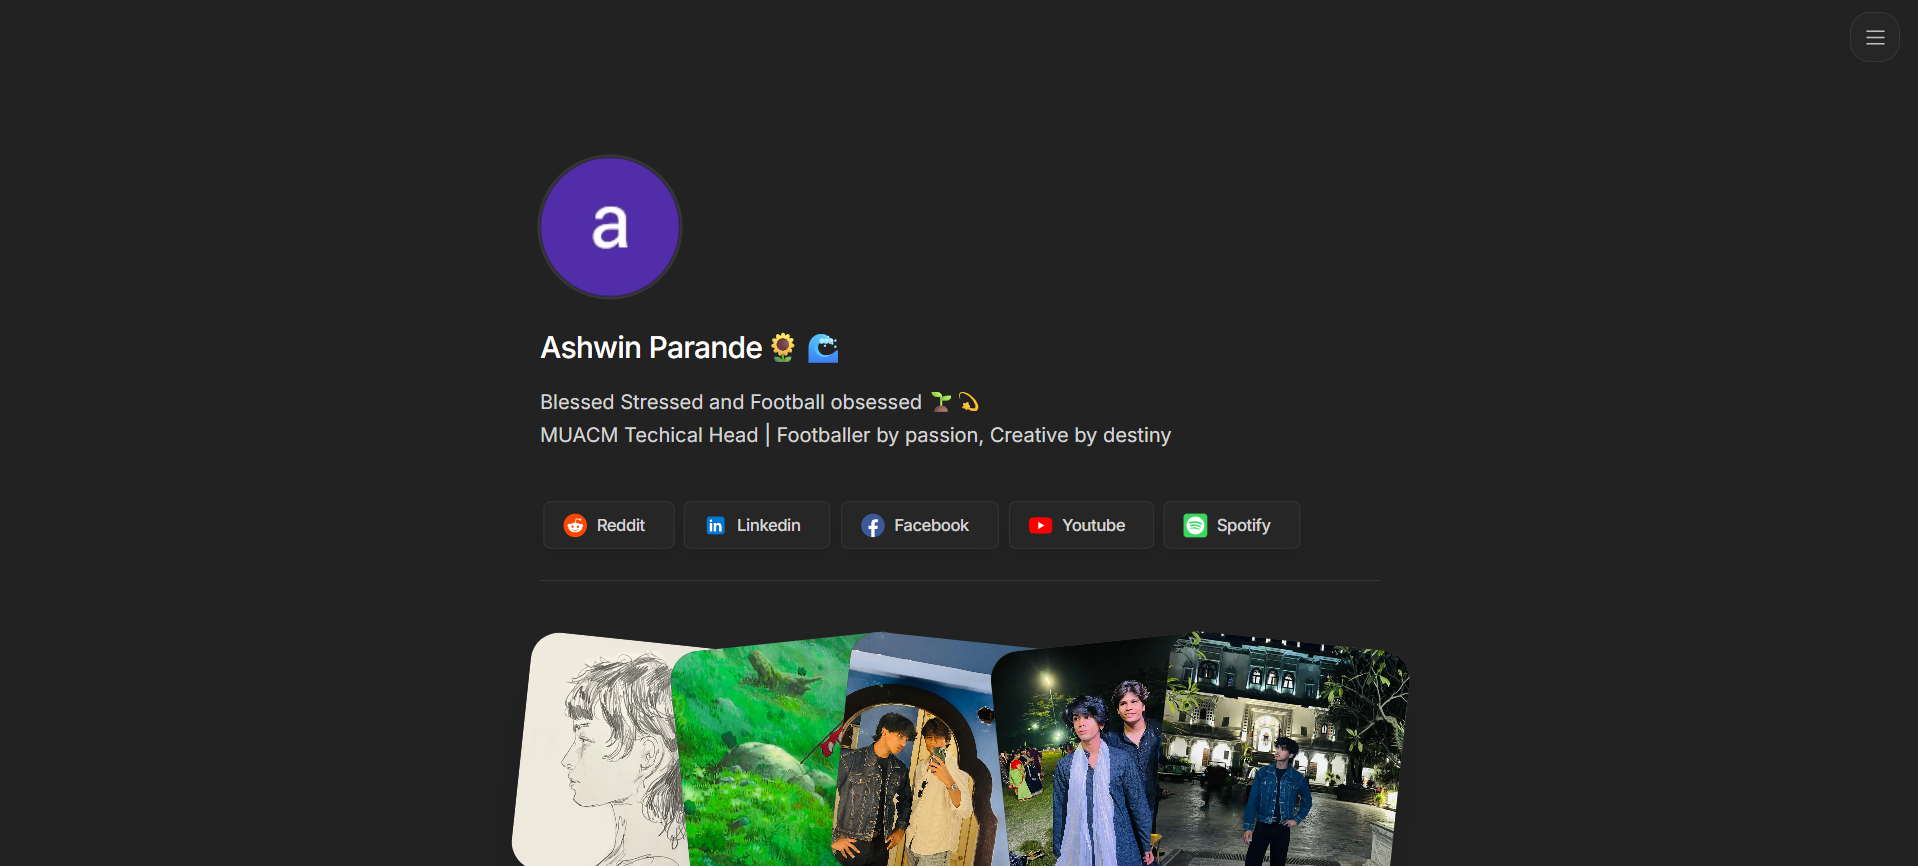 a
Ashwin Parande🌻 🌊
Blessed Stressed and Football obsessed 🌱 💫
MUACM Techical Head | Footballer by passion, Creative by destiny
Reddit
Linkedin
Facebook
Youtube
Spotify